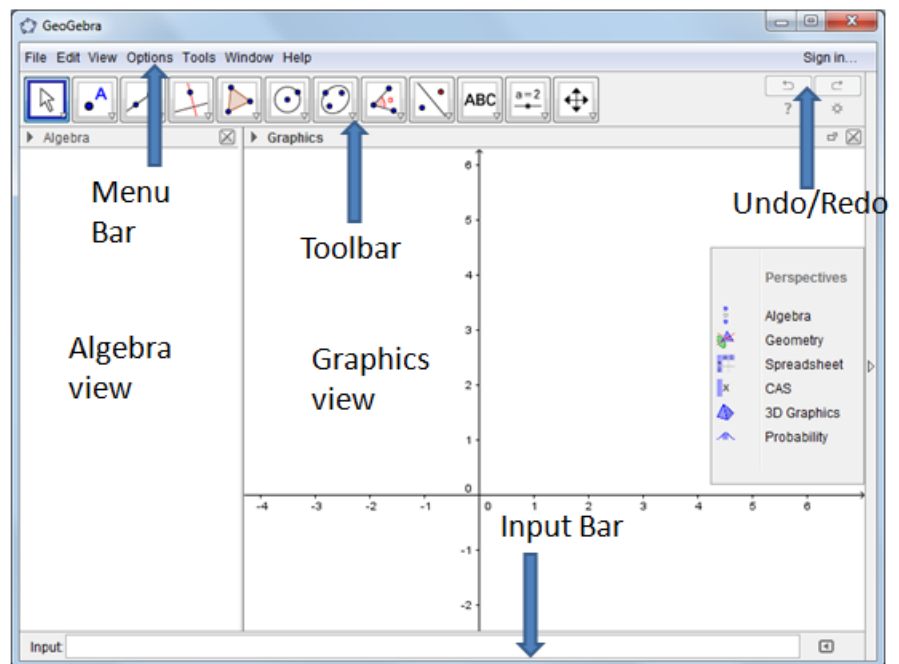 GeoGebra
File Edit View Options Tools Window Help
Sign in...
A
α
ABC
a=2
?
Algebra
Graphics
Menu
Bar
Toolbar
Undo/Redo
Algebra
view
Graphics
view
6
5
4
3
2
1
0
-4 -3 -2 -1 0 1 2 3 4 5 6
-1
-2
Perspectives
Algebra
Geometry
Spreadsheet
x CAS
3D Graphics
Probability
Input Bar
Input: